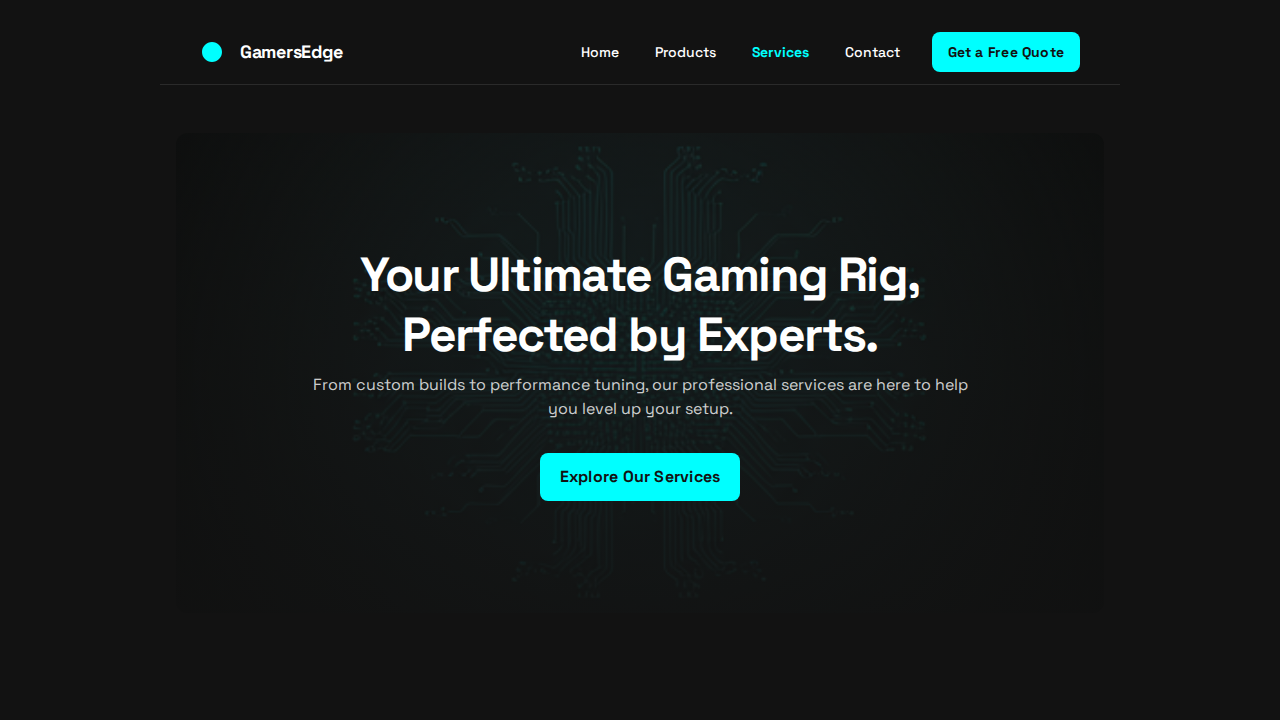 GamersEdge
Home
Products
Services
Contact
Get a Free Quote
Your Ultimate Gaming Rig,
Perfected by Experts.
From custom builds to performance tuning, our professional services are here to help
you level up your setup.
Explore Our Services